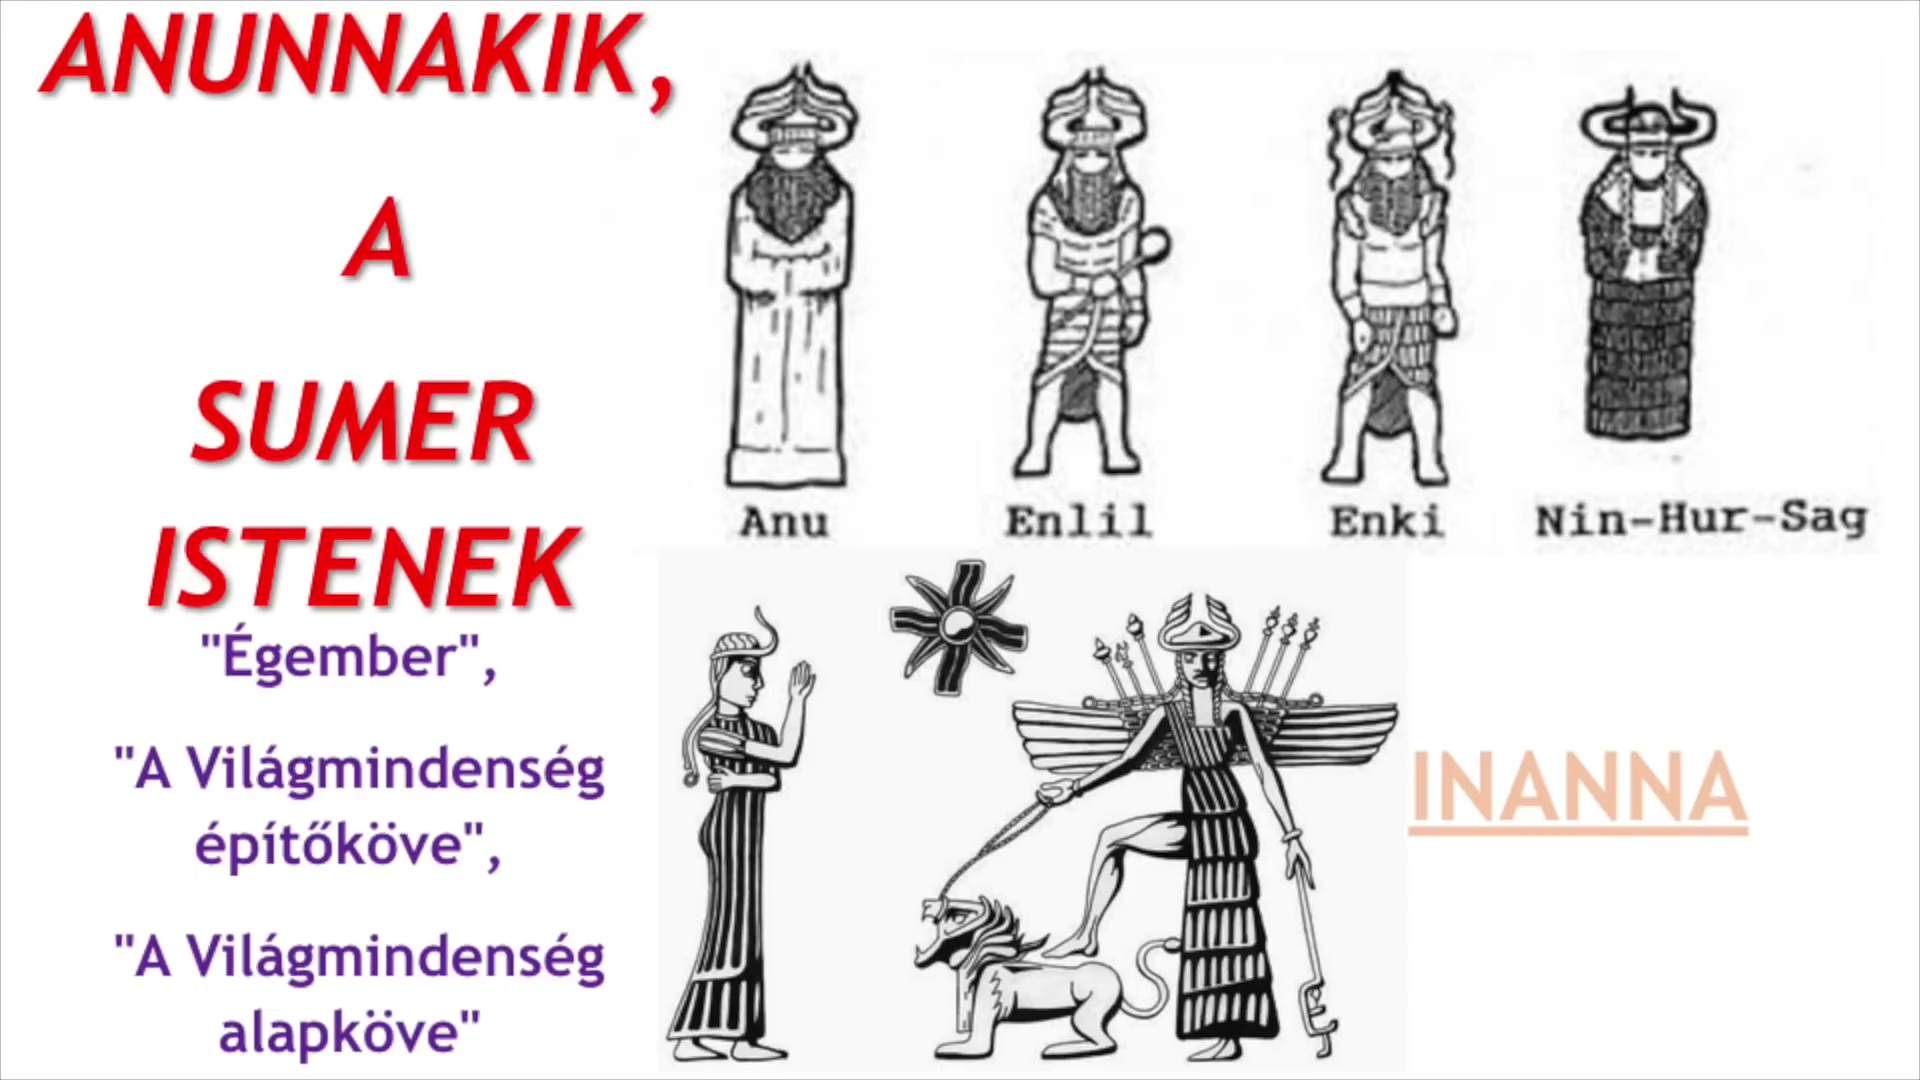 ANUNNAKIK,
A
SUMER
ISTENEK
"Égember",
"A Világmindenség
építőköve",
"A Világmindenség
alapköve"
Anu
Enlil
Enki
Nin-Hur-Sag
INANNA